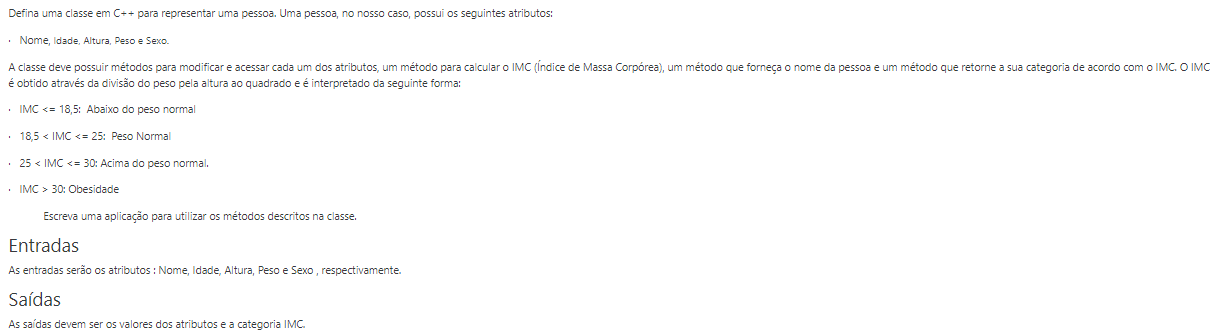 Defina uma classe em C++ para representar uma pessoa. Uma pessoa, no nosso caso, possui os seguintes atributos:
· Nome, Idade, Altura, Peso e Sexo.
A classe deve possuir métodos para modificar e acessar cada um dos atributos, um método para calcular o IMC (Índice de Massa Corpórea), um método que forneça o nome da pessoa e um método que retorne a sua categoria de acordo com o IMC. O IMC
é obtido através da divisão do peso pela altura ao quadrado e é interpretado da seguinte forma:
· IMC <= 18,5: Abaixo do peso normal
· 18,5 < IMC <= 25: Peso Normal
· 25 < IMC <= 30: Acima do peso normal.
· IMC > 30: Obesidade
Escreva uma aplicação para utilizar os métodos descritos na classe.
Entradas
As entradas serão os atributos : Nome, Idade, Altura, Peso e Sexo , respectivamente.
Saídas
As saídas devem ser os valores dos atributos e a categoria IMC.